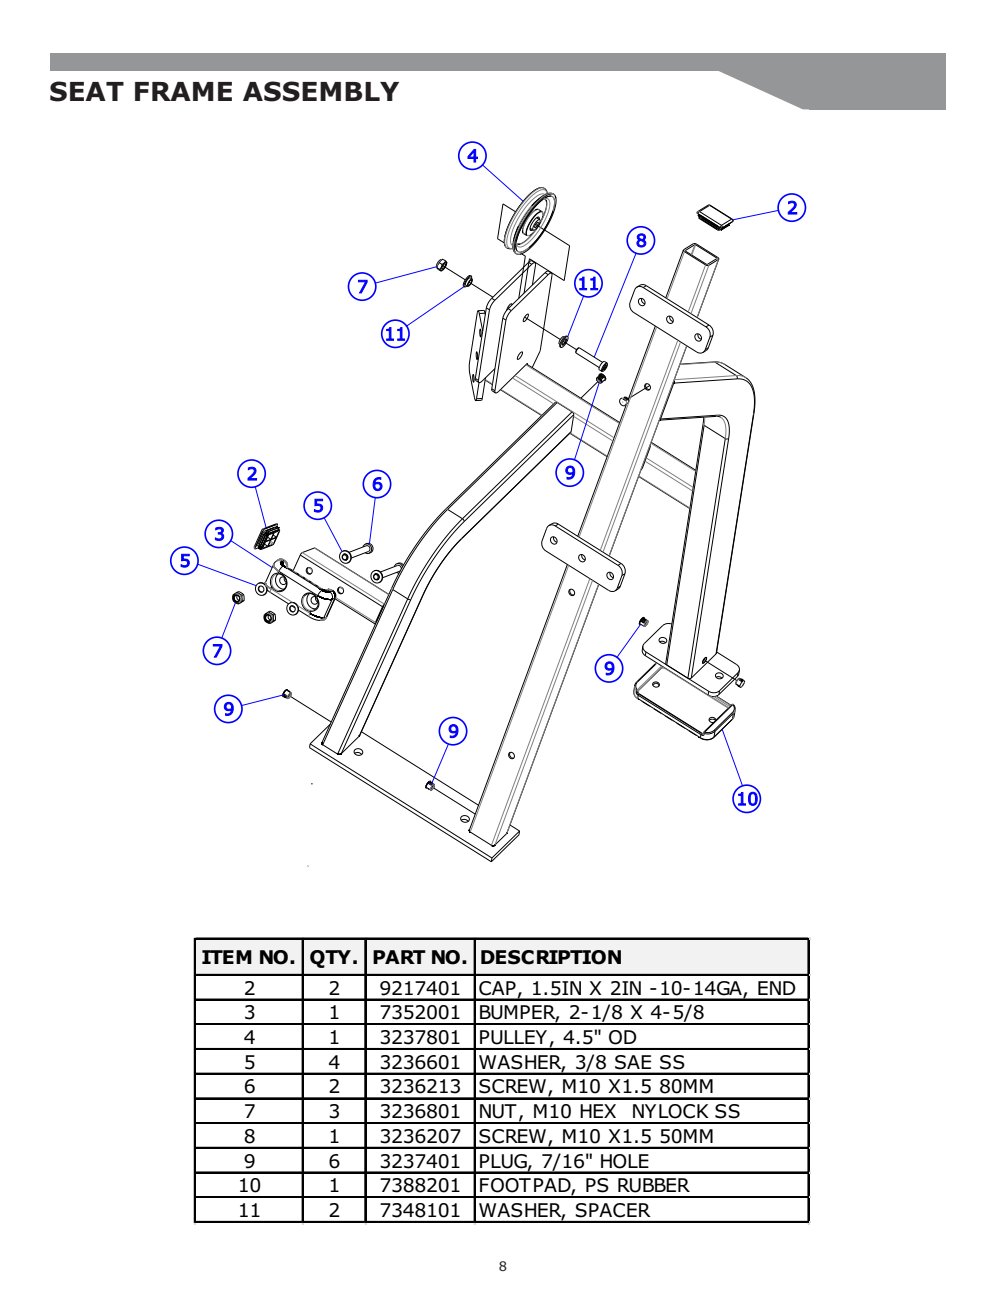 SEAT FRAME ASSEMBLY
4
2
8
7
11
11
9
2
6
5
3
5
7
9
9
9
10
ITEM NO. QTY. PART NO. DESCRIPTION
2 2 9217401 CAP, 1.5IN X 2IN -10-14GA, END
3 1 7352001 BUMPER, 2-1/8 X 4-5/8
4 1 3237801 PULLEY, 4.5" OD
5 4 3236601 WASHER, 3/8 SAE SS
6 2 3236213 SCREW, M10 X1.5 80MM
7 3 3236801 NUT, M10 HEX NYLOCK SS
8 1 3236207 SCREW, M10 X1.5 50MM
9 6 3237401 PLUG, 7/16" HOLE
10 1 7388201 FOOTPAD, PS RUBBER
11 2 7348101 WASHER, SPACER
8